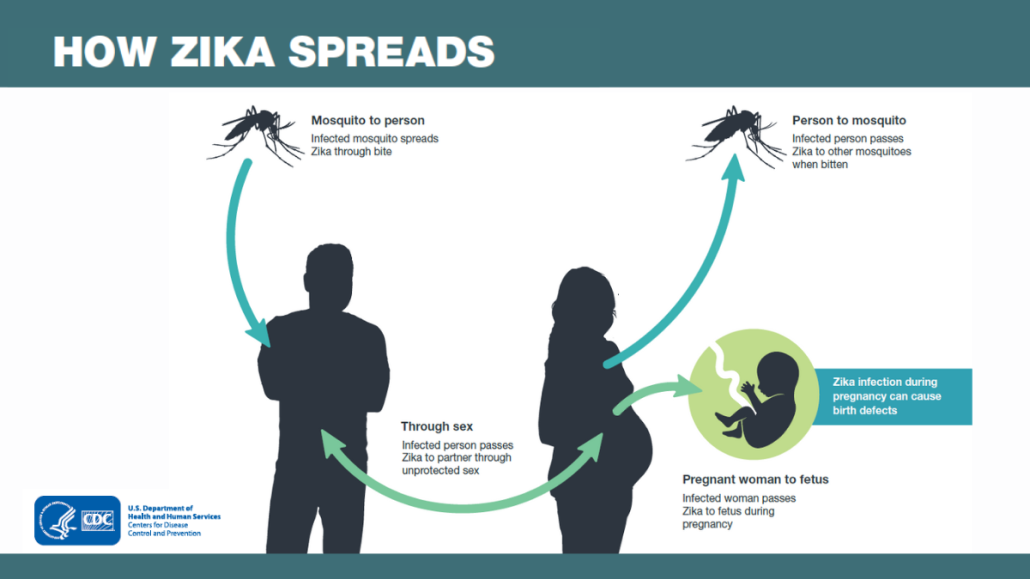 HOW ZIKA SPREADS
Mosquito to person
Infected mosquito spreads
Zika through bite
Person to mosquito
Infected person passes
Zika to other mosquitoes
when bitten
Through sex
Infected person passes
Zika to partner through
unprotected sex
Zika infection during
pregnancy can cause
birth defects
Pregnant woman to fetus
Infected woman passes
Zika to fetus during
pregnancy
CDC
U.S. Department of
Health and Human Services
Centers for Disease
Control and Prevention